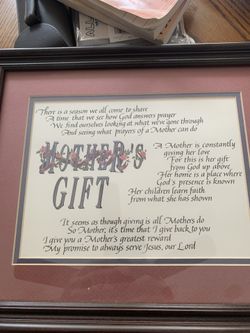 There is a season we all come to share
A time that we see how God answers prayer
We find ourselves looking at what we've gone through
And seeing what prayers of a Mother can do
MOTHER'S
GIFT
A Mother is constantly
giving her love
For this is her gift
from God up above
Her home is a place where
God's presence is known
Her children learn faith
from what she has shown
It seems as though giving is all Mothers do
So Mother, it's time that I give back to you
I give you a Mother's greatest reward
My promise to always serve Jesus, our Lord